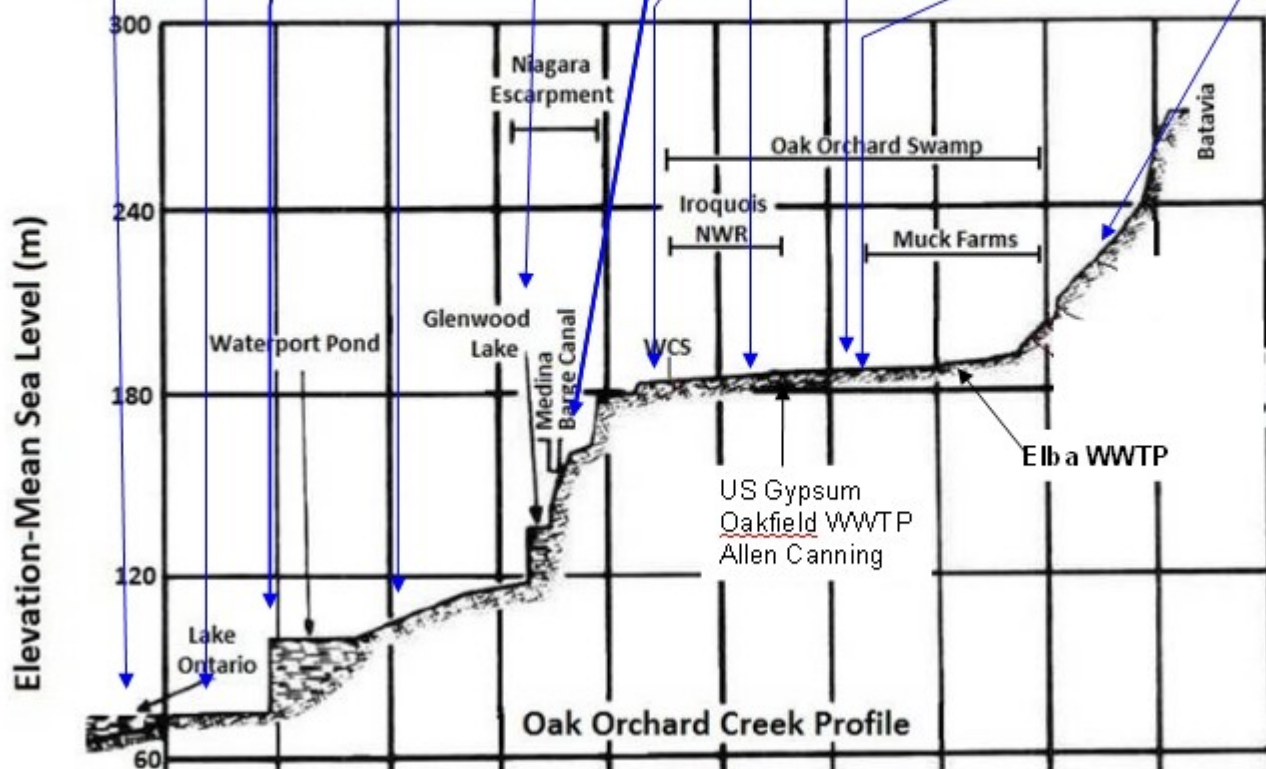 300
Niagara
Escarpment
Batavia
Oak Orchard Swamp
240
Iroquois
NWR
Muck Farms
Elevation-Mean Sea Level (m)
Glenwood
Lake
Waterport Pond
WCS
Medina
Barge Canal
180
Elba WWTP
US Gypsum
Oakfield WWTP
Allen Canning
120
Lake
Ontario
Oak Orchard Creek Profile
60